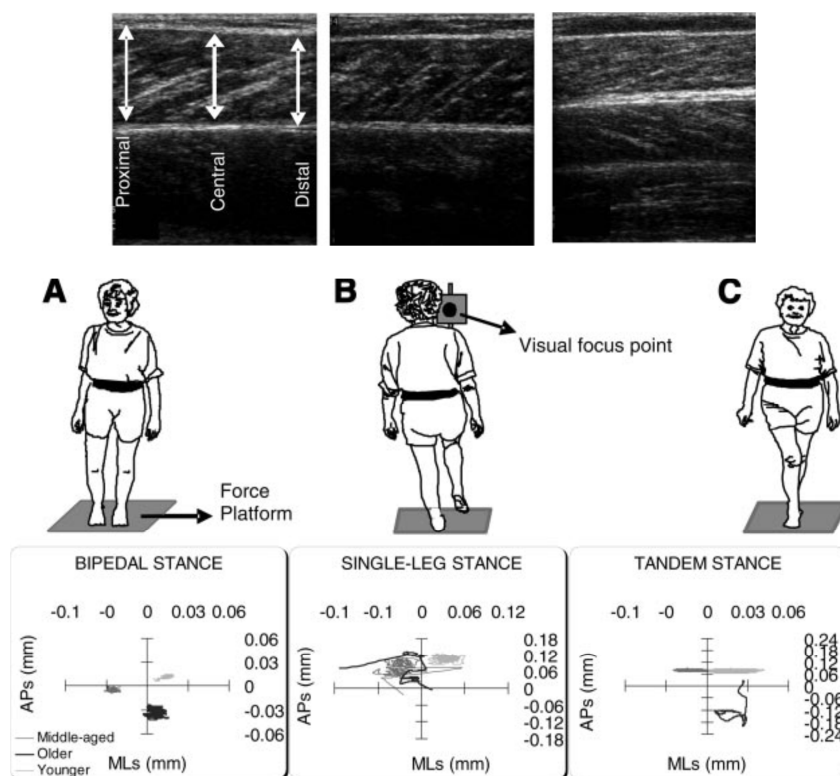 Proximal
Central
Distal
A
B
C
Visual focus point
Force
Platform
BIPEDAL STANCE
-0.1 -0 0 0.03 0.06
0.06
0.03
0
-0.03
-0.06
APs (mm)
MLs (mm)
Middle-aged
Older
Younger
SINGLE-LEG STANCE
-0.1 -0.1 0 0.06 0.12
0.18
0.12
0.06
0
-0.06
-0.12
-0.18
APs (mm)
MLs (mm)
TANDEM STANCE
-0.1 -0 0 0.03 0.06
0.24
0.18
0.12
0.06
0
-0.06
-0.24
APs (mm)
MLs (mm)